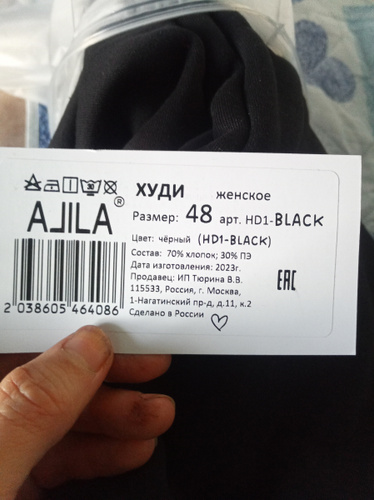 ХУДИ женское
AJILA®
Размер: 48 арт. HD1-BLACK
Цвет: чёрный (HD1-BLACK)
Состав: 70% хлопок; 30% ПЭ
Дата изготовления: 2023г.
Продавец: ИП Тюрина В.В.
115533, Россия, г. Москва,
1-Нагатинский пр-д, д.11, к.2
Сделано в России
EAC
2 038605 464086
30